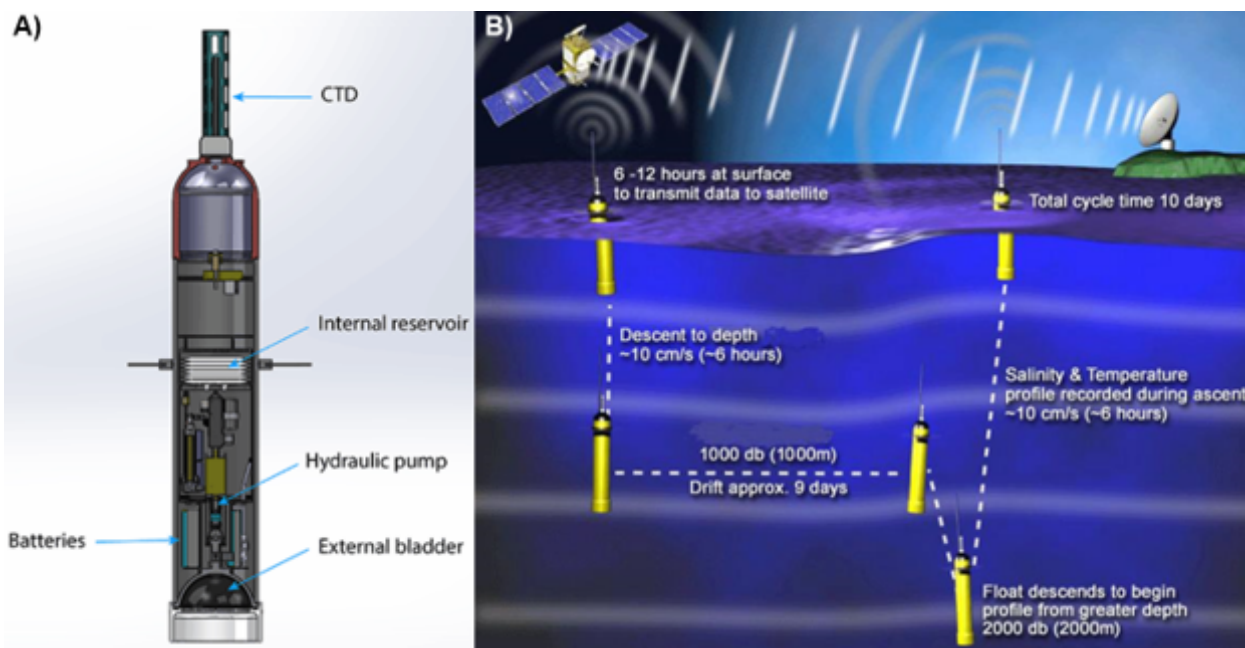 A)
CTD
Internal reservoir
Hydraulic pump
Batteries
External bladder
B)
6 -12 hours at surface
to transmit data to satellite
Total cycle time 10 days
Descent to depth
~10 cm/s (~6 hours)
Salinity & Temperature
profile recorded during ascent
~10 cm/s (~6 hours)
1000 db (1000m)
Drift approx. 9 days
Float descends to begin
profile from greater depth
2000 db (2000m)